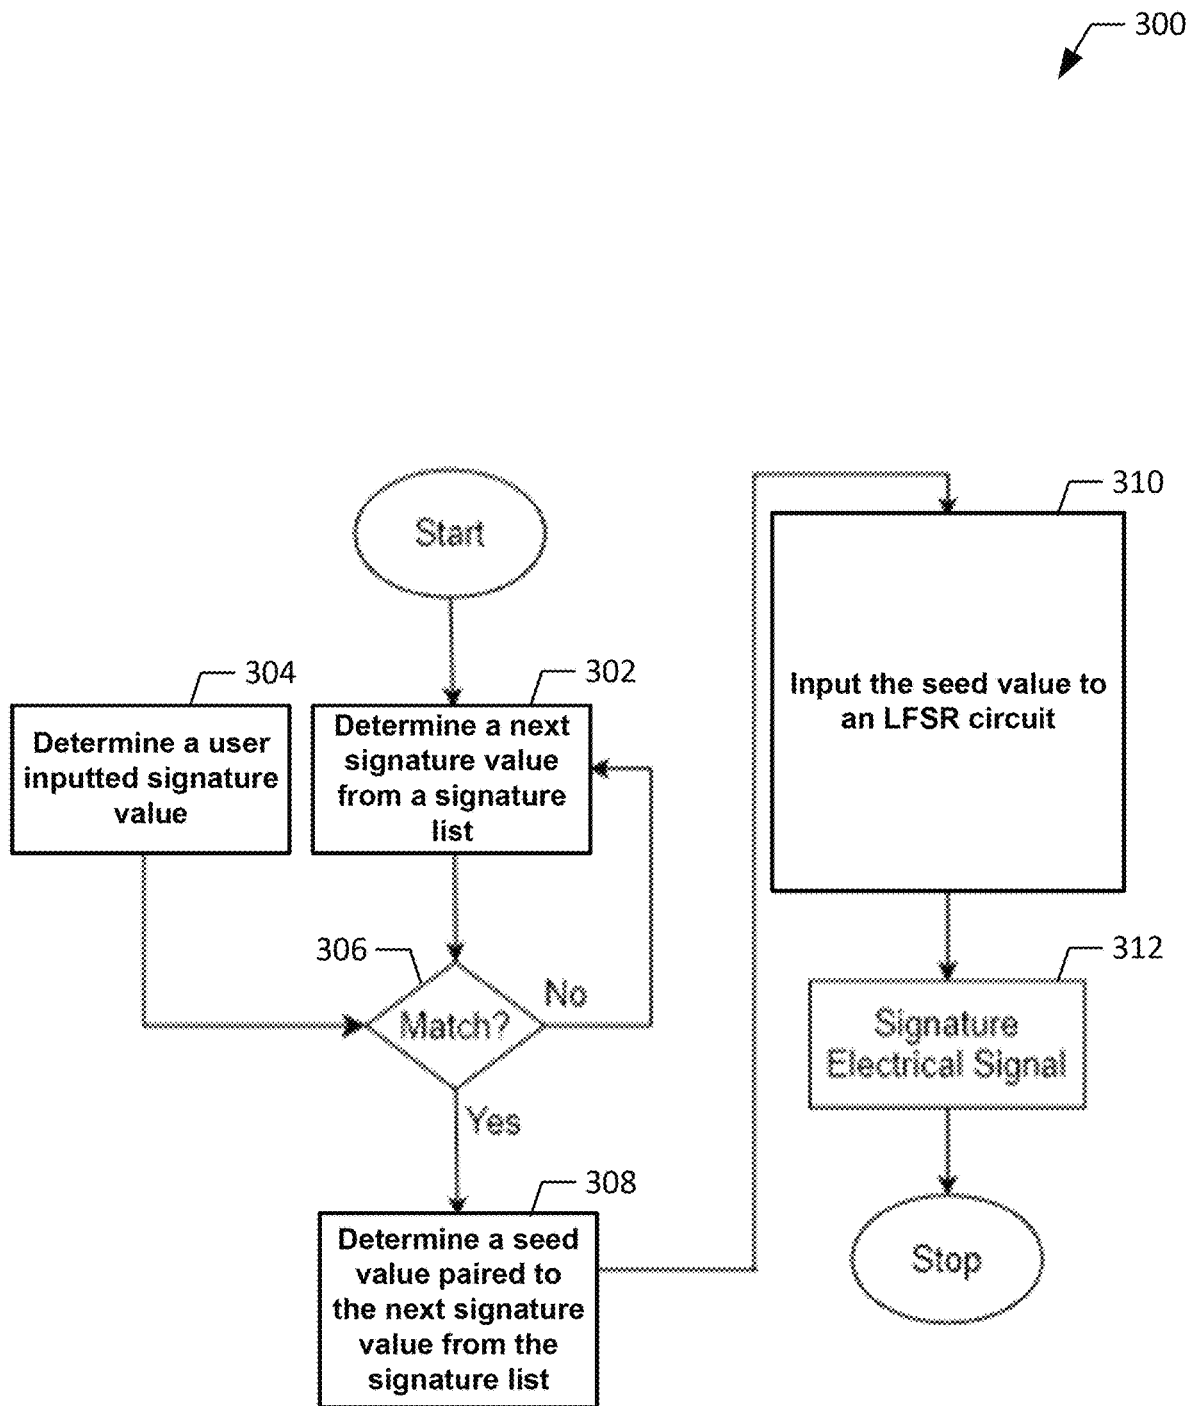 300
Start
304
Determine a user
inputted signature
value
302
Determine a next
signature value
from a signature
list
306
Match?
No
Yes
308
Determine a seed
value paired to
the next signature
value from the
signature list
310
Input the seed value to
an LFSR circuit
312
Signature
Electrical Signal
Stop